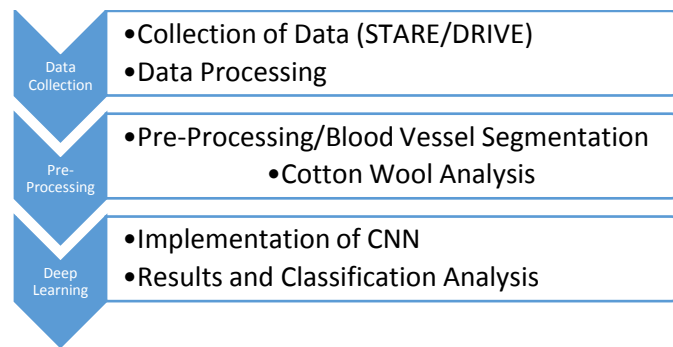 Data
Collection
•Collection of Data (STARE/DRIVE)
•Data Processing
Pre-
Processing
•Pre-Processing/Blood Vessel Segmentation
•Cotton Wool Analysis
Deep
Learning
•Implementation of CNN
•Results and Classification Analysis